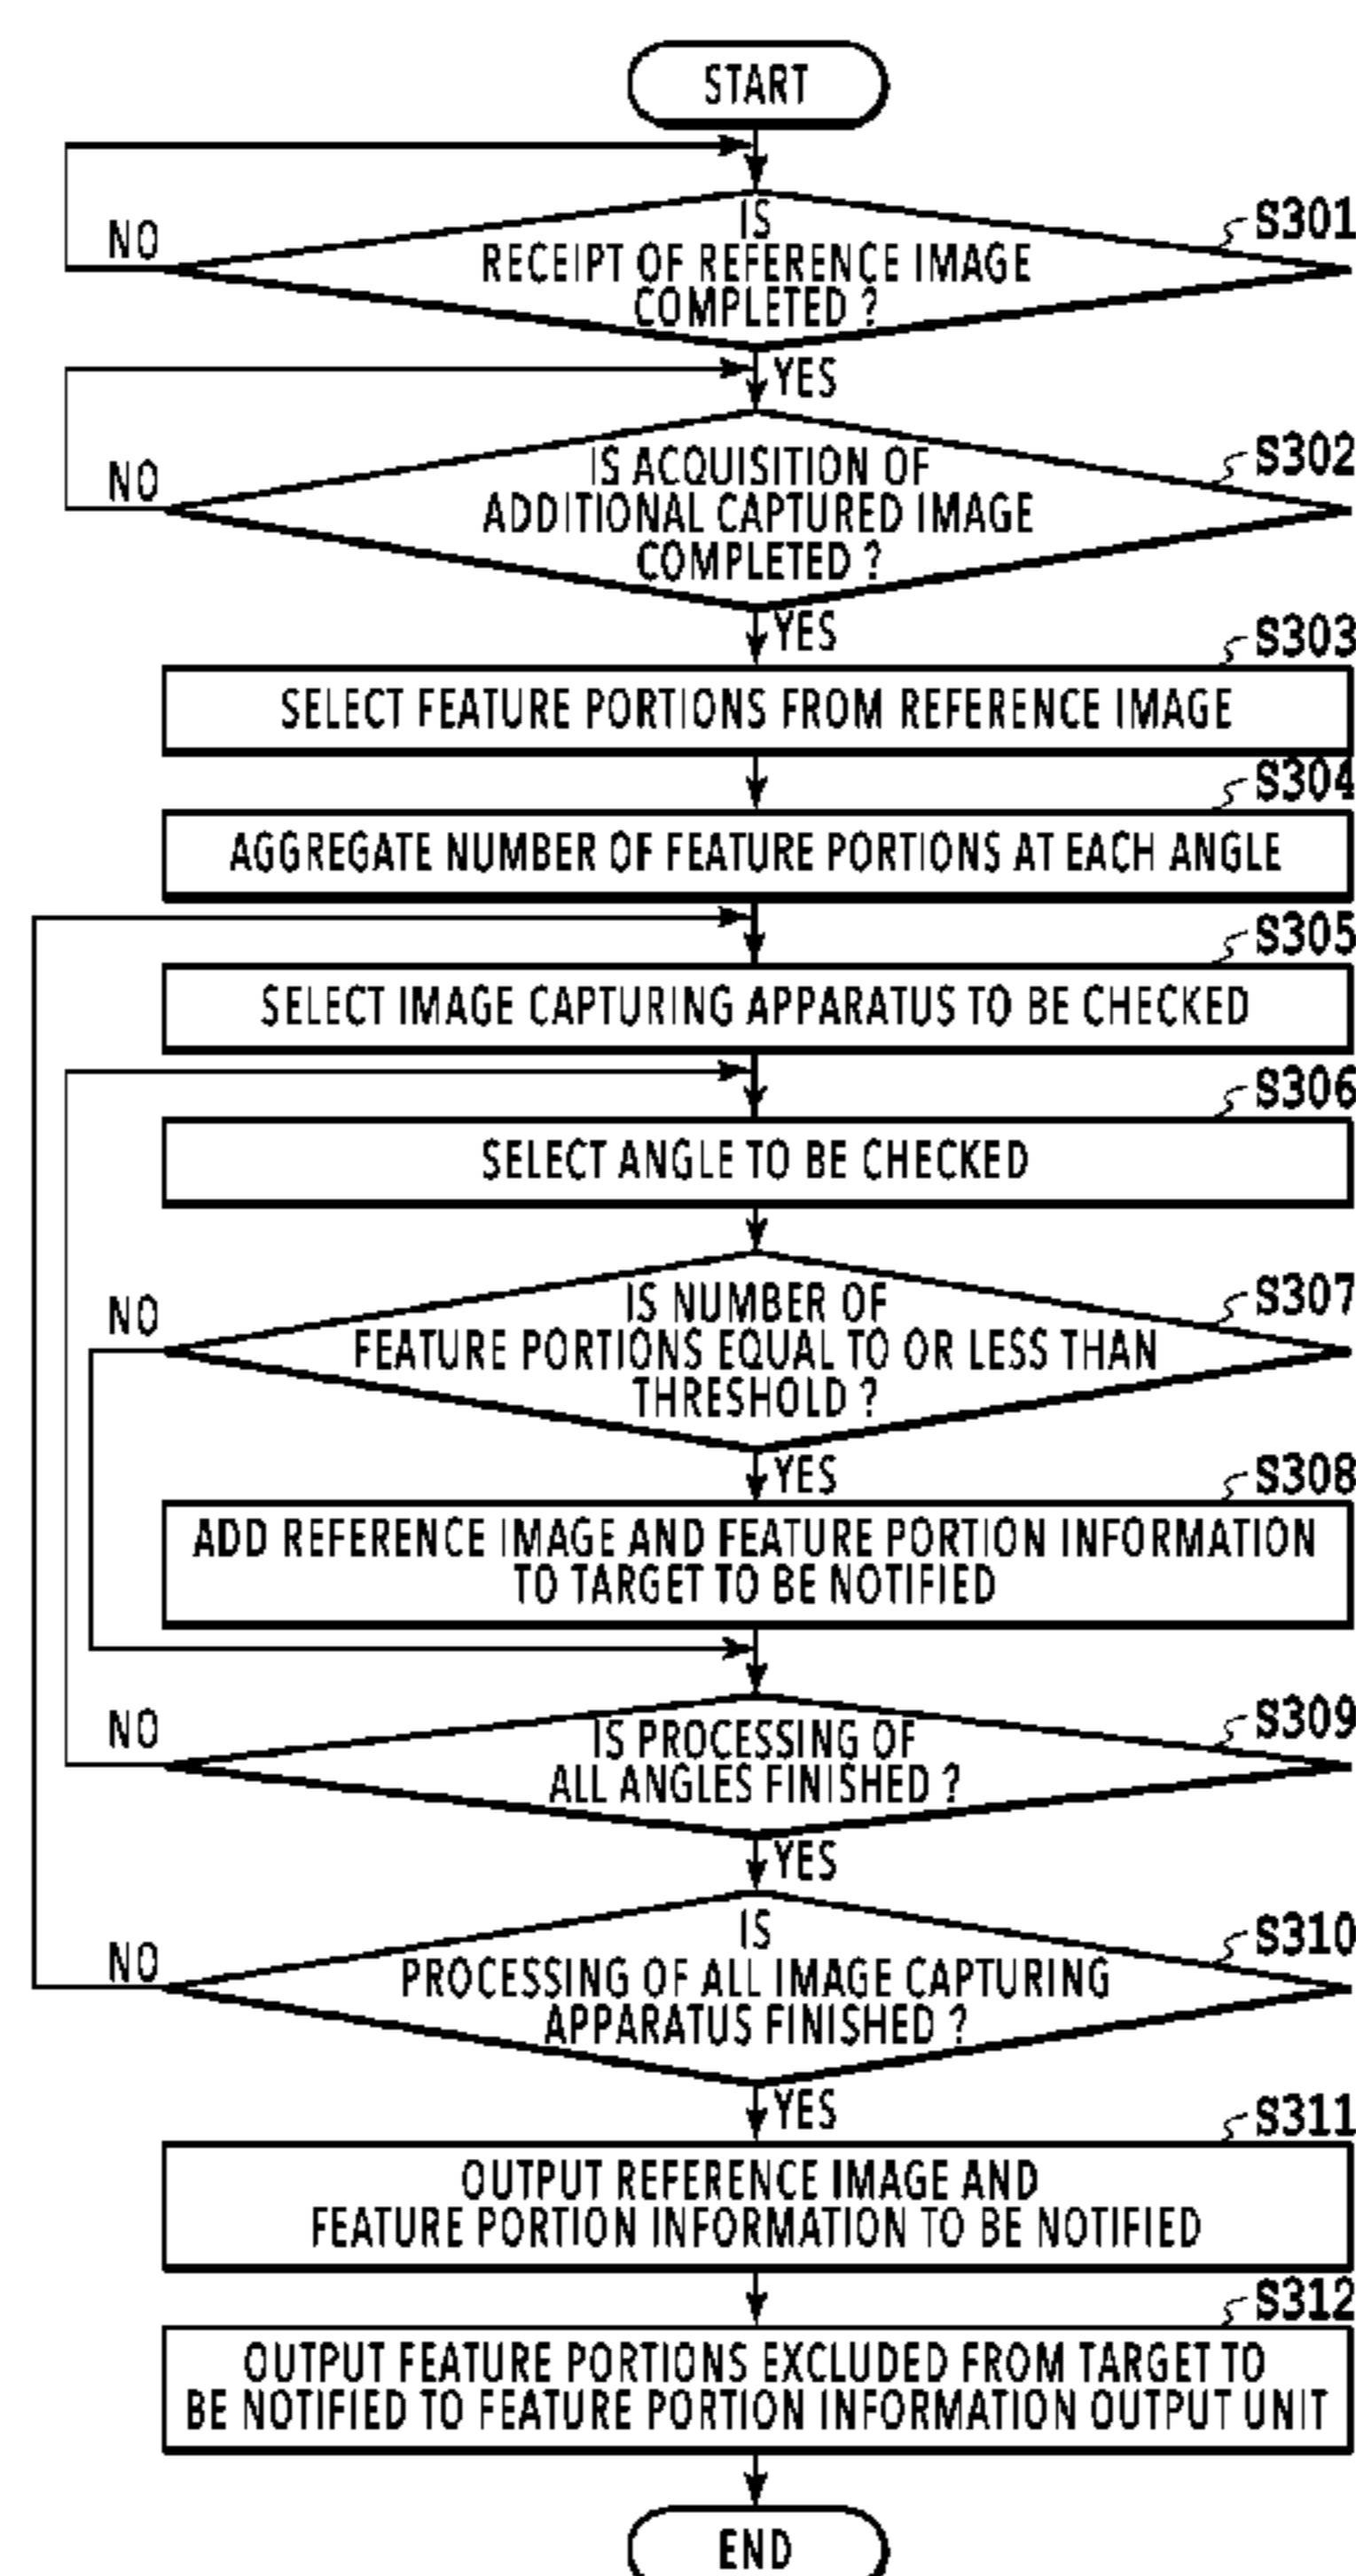 START
NO
IS
RECEIPT OF REFERENCE IMAGE
COMPLETED ?
S301
YES
NO
IS ACQUISITION OF
ADDITIONAL CAPTURED IMAGE
COMPLETED ?
S302
YES
S303
SELECT FEATURE PORTIONS FROM REFERENCE IMAGE
S304
AGGREGATE NUMBER OF FEATURE PORTIONS AT EACH ANGLE
S305
SELECT IMAGE CAPTURING APPARATUS TO BE CHECKED
S306
SELECT ANGLE TO BE CHECKED
NO
IS NUMBER OF
FEATURE PORTIONS EQUAL TO OR LESS THAN
THRESHOLD ?
S307
YES
S308
ADD REFERENCE IMAGE AND FEATURE PORTION INFORMATION
TO TARGET TO BE NOTIFIED
NO
IS PROCESSING OF
ALL ANGLES FINISHED ?
S309
YES
NO
IS
PROCESSING OF ALL IMAGE CAPTURING
APPARATUS FINISHED ?
S310
YES
S311
OUTPUT REFERENCE IMAGE AND
FEATURE PORTION INFORMATION TO BE NOTIFIED
S312
OUTPUT FEATURE PORTIONS EXCLUDED FROM TARGET TO
BE NOTIFIED TO FEATURE PORTION INFORMATION OUTPUT UNIT
END